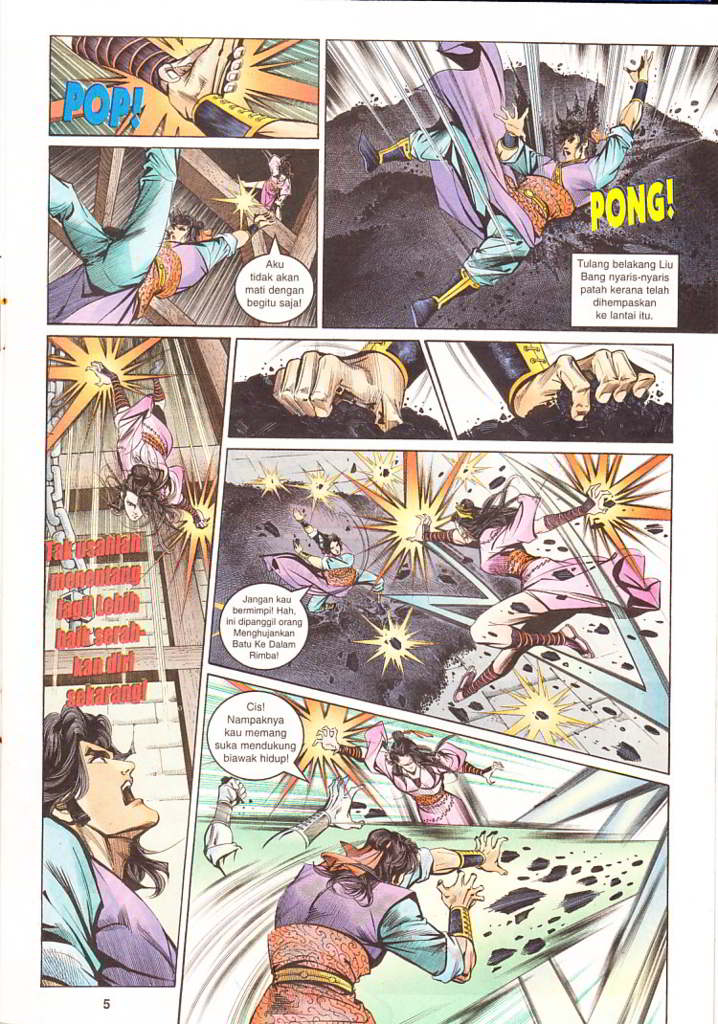 POP!
PONG!
Aku
tidak akan
mati dengan
begitu saja!
Tulang belakang Liu
Bang nyaris-nyaris
patah kerana telah
dihempaskan
ke lantai itu.
Tak usahlah
menentang
lagi! Lebih
baik serah-
kan diri
sekarang!
Jangan kau
bermimpi! Hah,
ini dipanggil orang
Menghujankan
Batu Ke Dalam
Rimba!
Cis!
Nampaknya
kau memang
suka mendukung
biawak hidup!
5